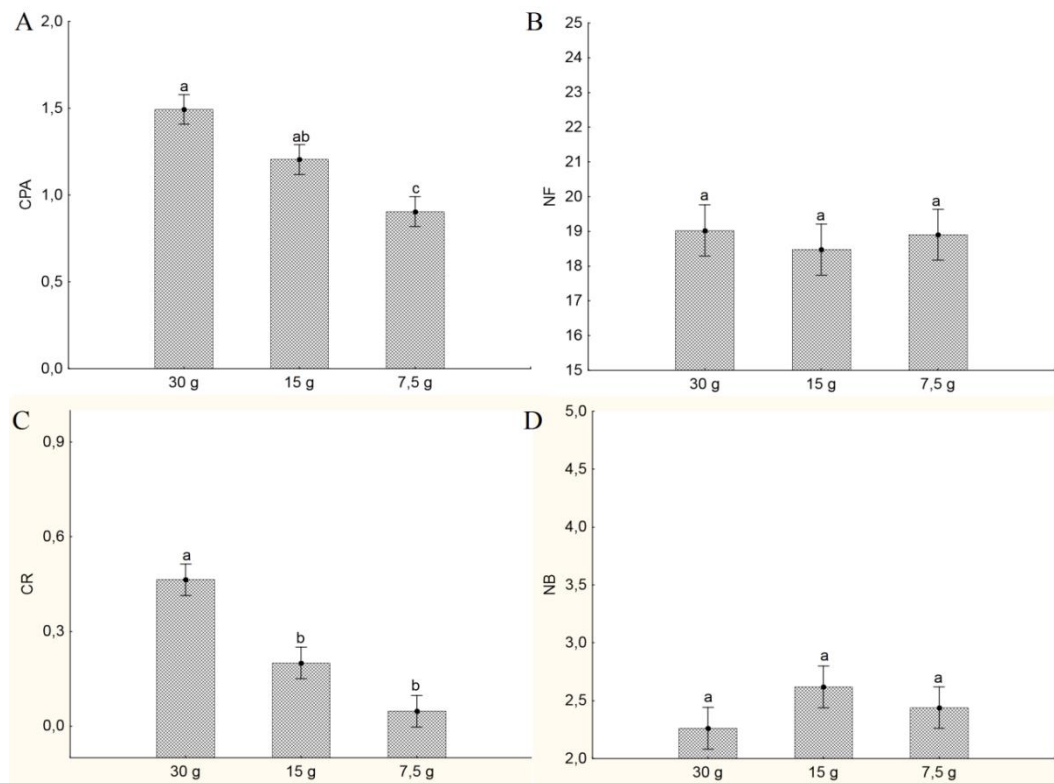 A
2,0
1,5
1,0
0,5
0,0
CPA
a
ab
c
30 g 15 g 7,5 g
B
25
24
23
22
21
20
19
18
17
16
15
NF
a
a
a
30 g 15 g 7,5 g
C
0,9
0,6
0,3
0,0
CR
a
b
b
30 g 15 g 7,5 g
D
5,0
4,5
4,0
3,5
3,0
2,5
2,0
NB
a
a
a
30 g 15 g 7,5 g